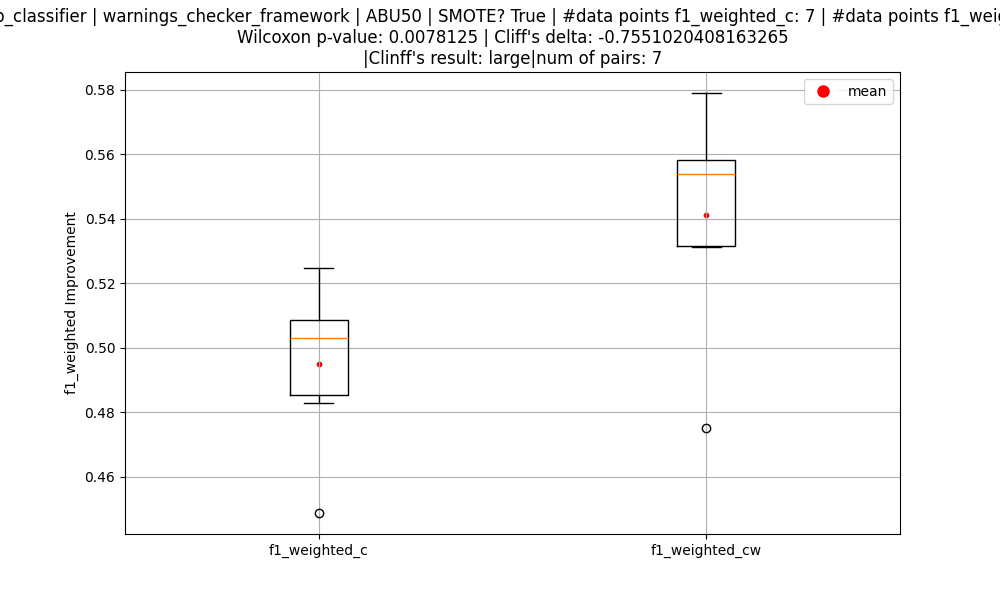 | warnings_checker_framework | ABU50 | SMOTE? True | #data points f1_weighted_c: 7 | #data points
Wilcoxon p-value: 0.0078125 | Cliff's delta: -0.7551020408163265
|Clinff's result: large|num of pairs: 7
mean
f1_weighted Improvement
0.58
0.56
0.54
0.52
0.50
0.48
0.46
f1_weighted_c
f1_weighted_cw